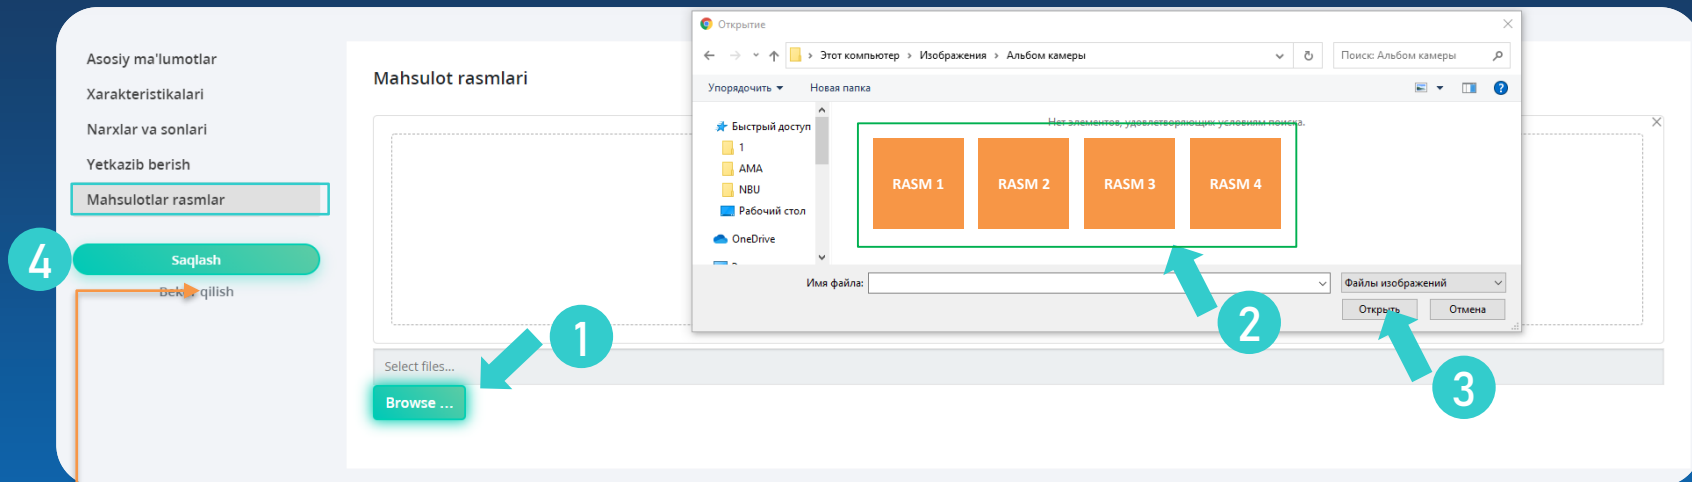 Asosiy ma'lumotlar
Xarakteristikalari
Narxlar va sonlari
Yetkazib berish
Mahsulotlar rasmlar
4
Saqlash
qilish
Mahsulot rasmlari
Открытие
Этот компьютер › Изображения › Альбом камеры
Поиск: Альбом камеры
Упорядочить
Новая папка
Быстрый доступ
1
AMA
NBU
Рабочий стол
OneDrive
Нет элементов, удовлетворяющих условиям поиска.
RASM 1 RASM 2 RASM 3 RASM 4
Имя файла:
Файлы изображений
Открыть
Отмена
2
3
1
Select files...
Browse ...